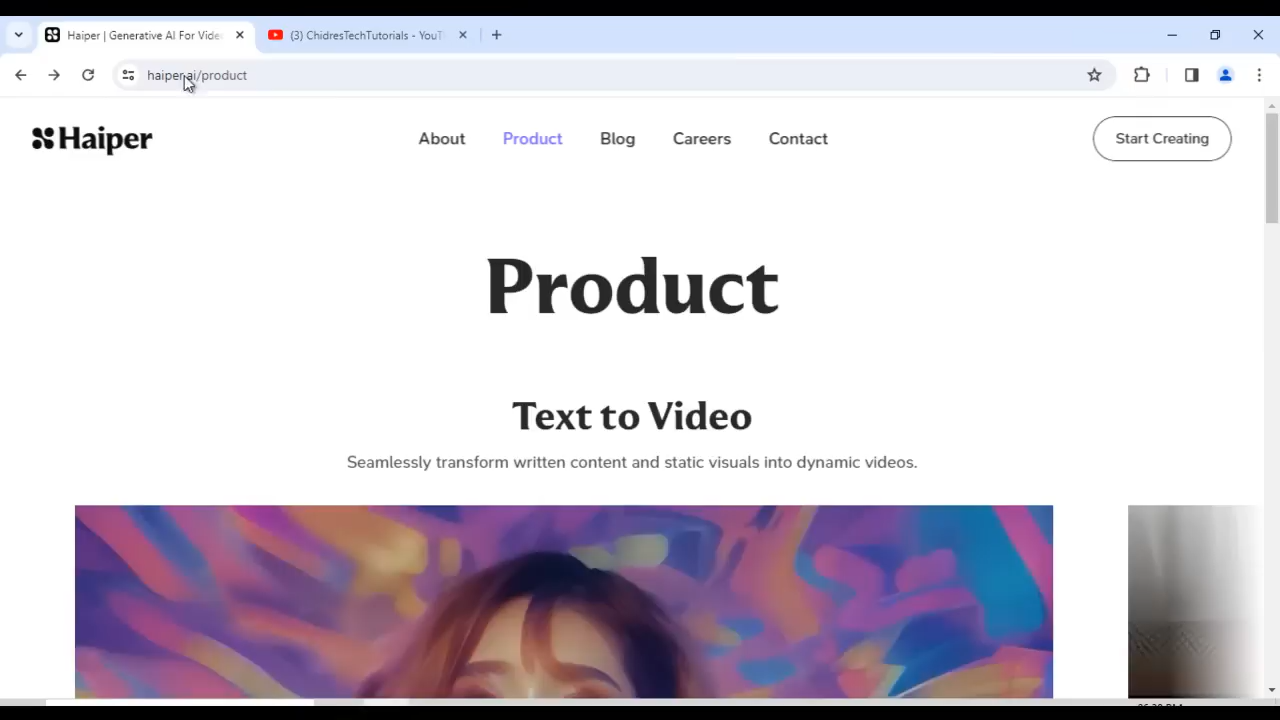 Haiper | Generative AI For Vide
(3) ChidresTechTutorials - YouT
haiper.ai/product
Haiper
About
Product
Blog
Careers
Contact
Start Creating
Product
Text to Video
Seamlessly transform written content and static visuals into dynamic videos.